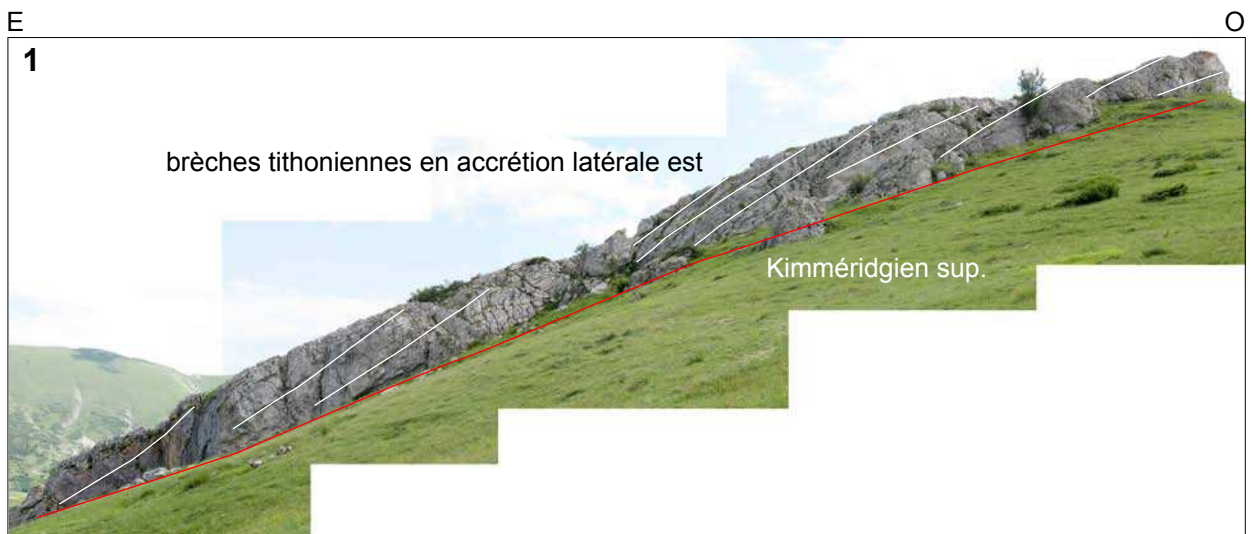 E O
1
brèches tithoniennes en accrétion latérale est
Kimméridgien sup.